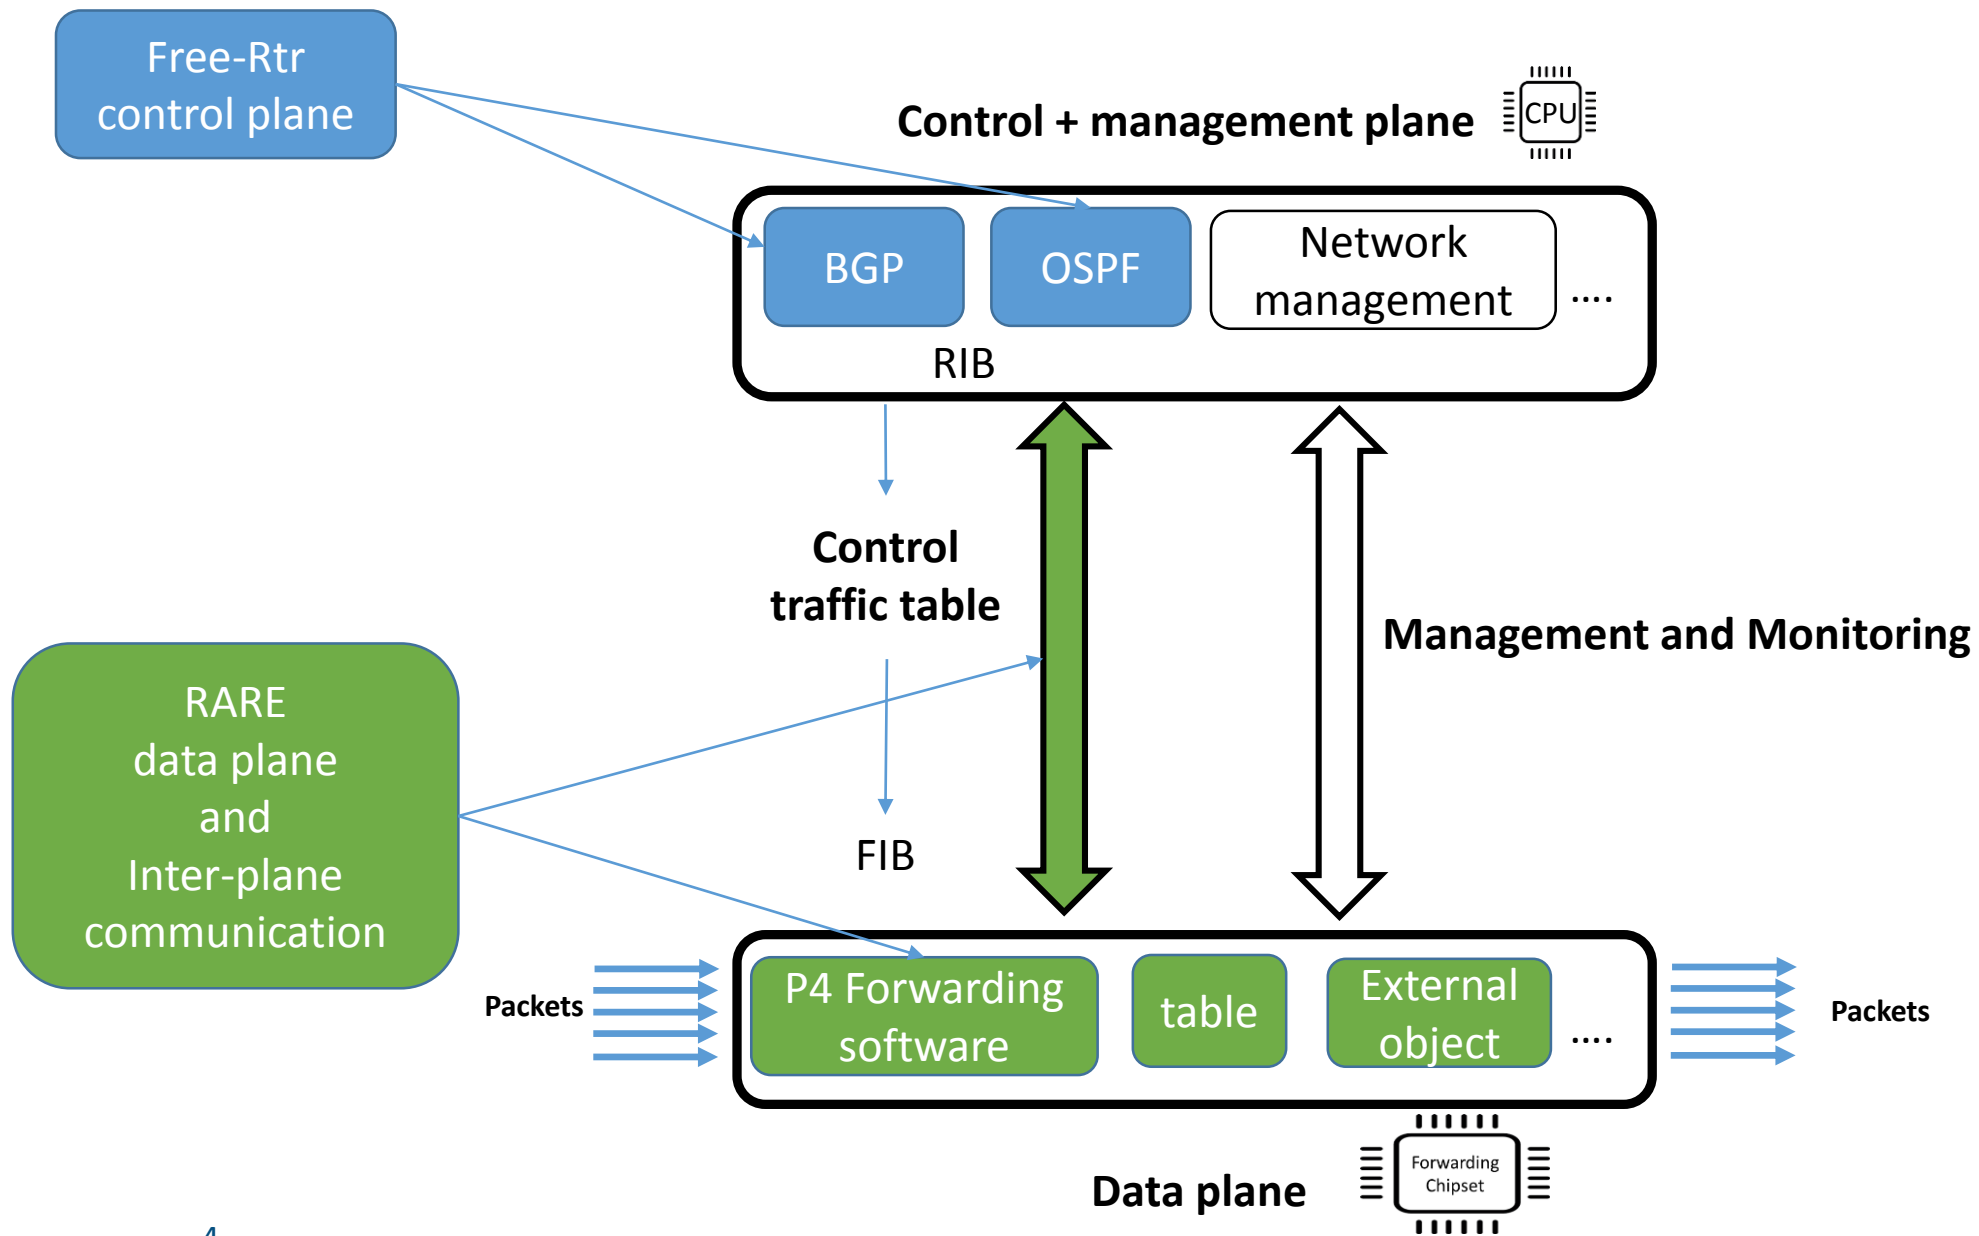 Free-Rtr
control plane
Control + management plane
CPU
BGP
OSPF
Network
management
....
RIB
Control
traffic table
Management and Monitoring
RARE
data plane
and
Inter-plane
communication
FIB
Packets
P4 Forwarding
software
table
External
object
....
Packets
Data plane
Forwarding
Chipset
4